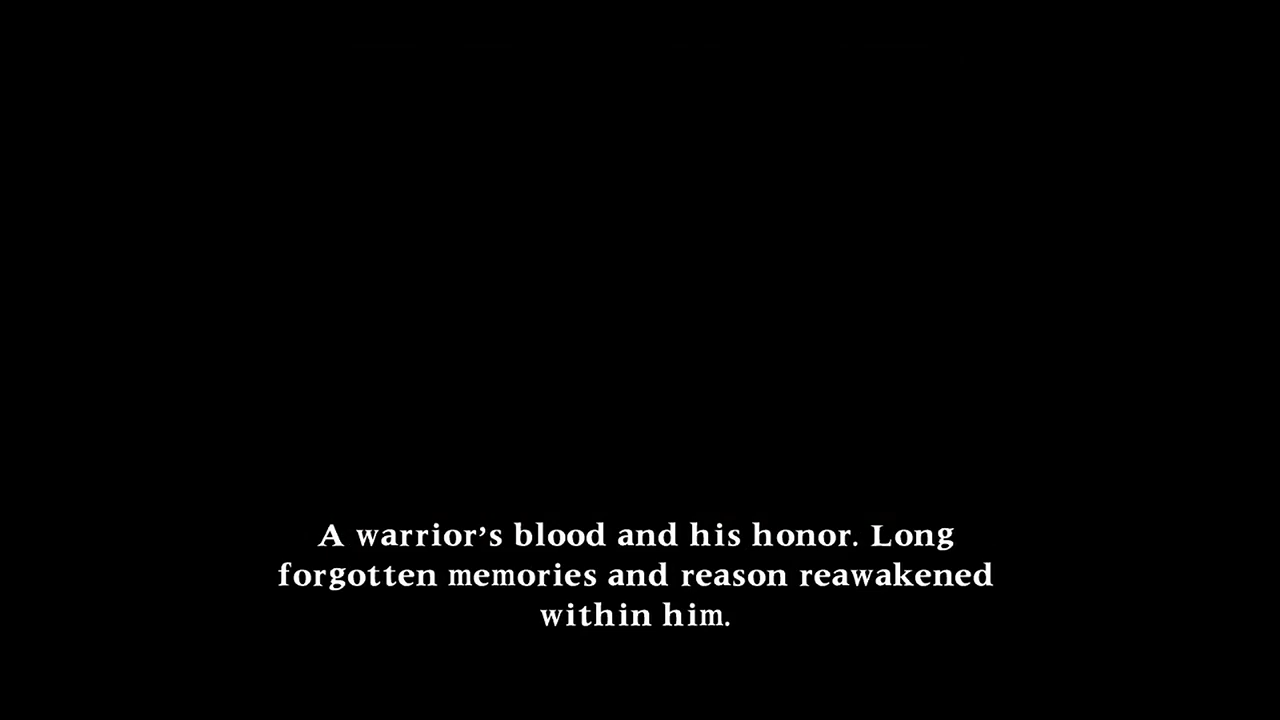 A warrior’s blood and his honor. Long
forgotten memories and reason reawakened
within him.